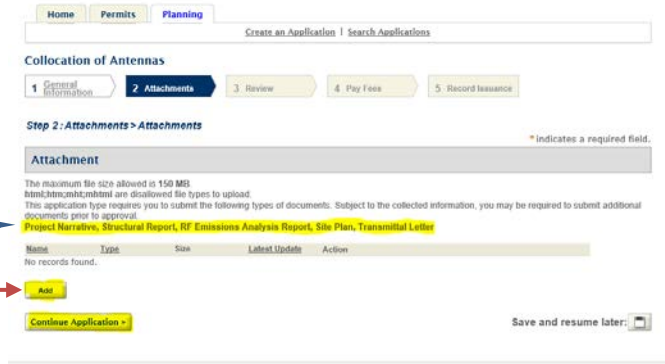 Home Permits Planning
Create an Application | Search Applications
Collocation of Antennas
1 General Information 2 Attachments 3 Review 4 Pay Fees 5 Record Issuance
Step 2: Attachments > Attachments
* indicates a required field.
Attachment
The maximum file size allowed is 150 MB.
html;htm;mht;mhtml are disallowed file types to upload.
This application type requires you to submit the following types of documents. Subject to the collected information, you may be required to submit additional
documents prior to approval.
Project Narrative, Structural Report, RF Emissions Analysis Report, Site Plan, Transmittal Letter
Name Type Size Latest Update Action
No records found.
Add
Continue Application »
Save and resume later: